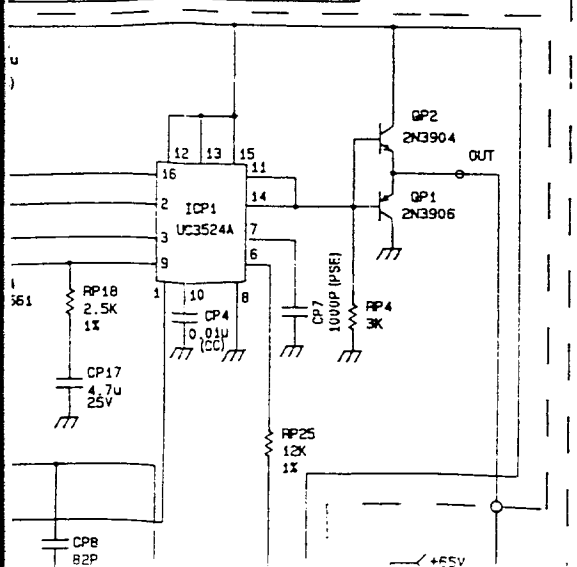 u
)
QP2
2N3904
OUT
12 13 15
11
16
14
2
ICP1
UC3524A
QP1
2N3906
7
3
6
9
1
10
8
561
RP18
2.5K
1%
CP4
0.01u
(CC)
CP7
1000P (PSE)
RP4
3K
CP17
4.7u
25V
RP25
12K
1%
CP8
82P
+65V